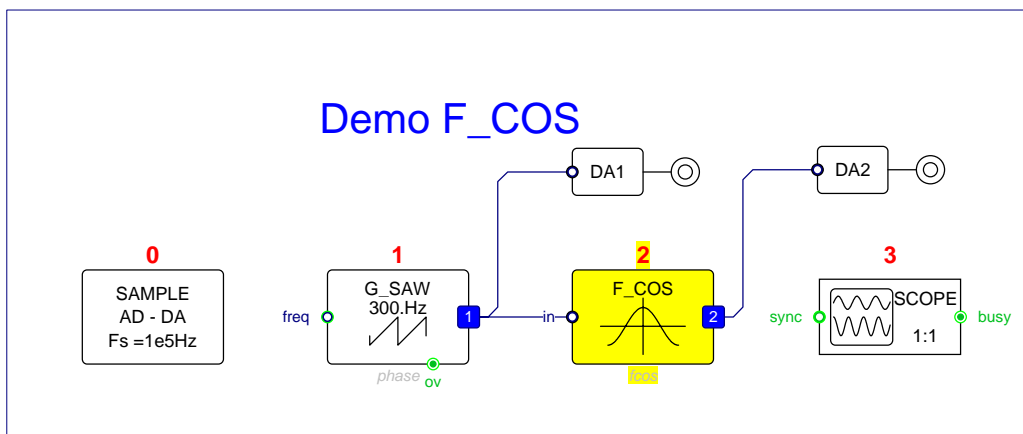 Demo F_COS
DA1
DA2
0
1
2
3
SAMPLE
AD - DA
Fs =1e5Hz
freq
G_SAW
300.Hz
1
phase
ov
in
F_COS
2
fcos
sync
SCOPE
1:1
busy